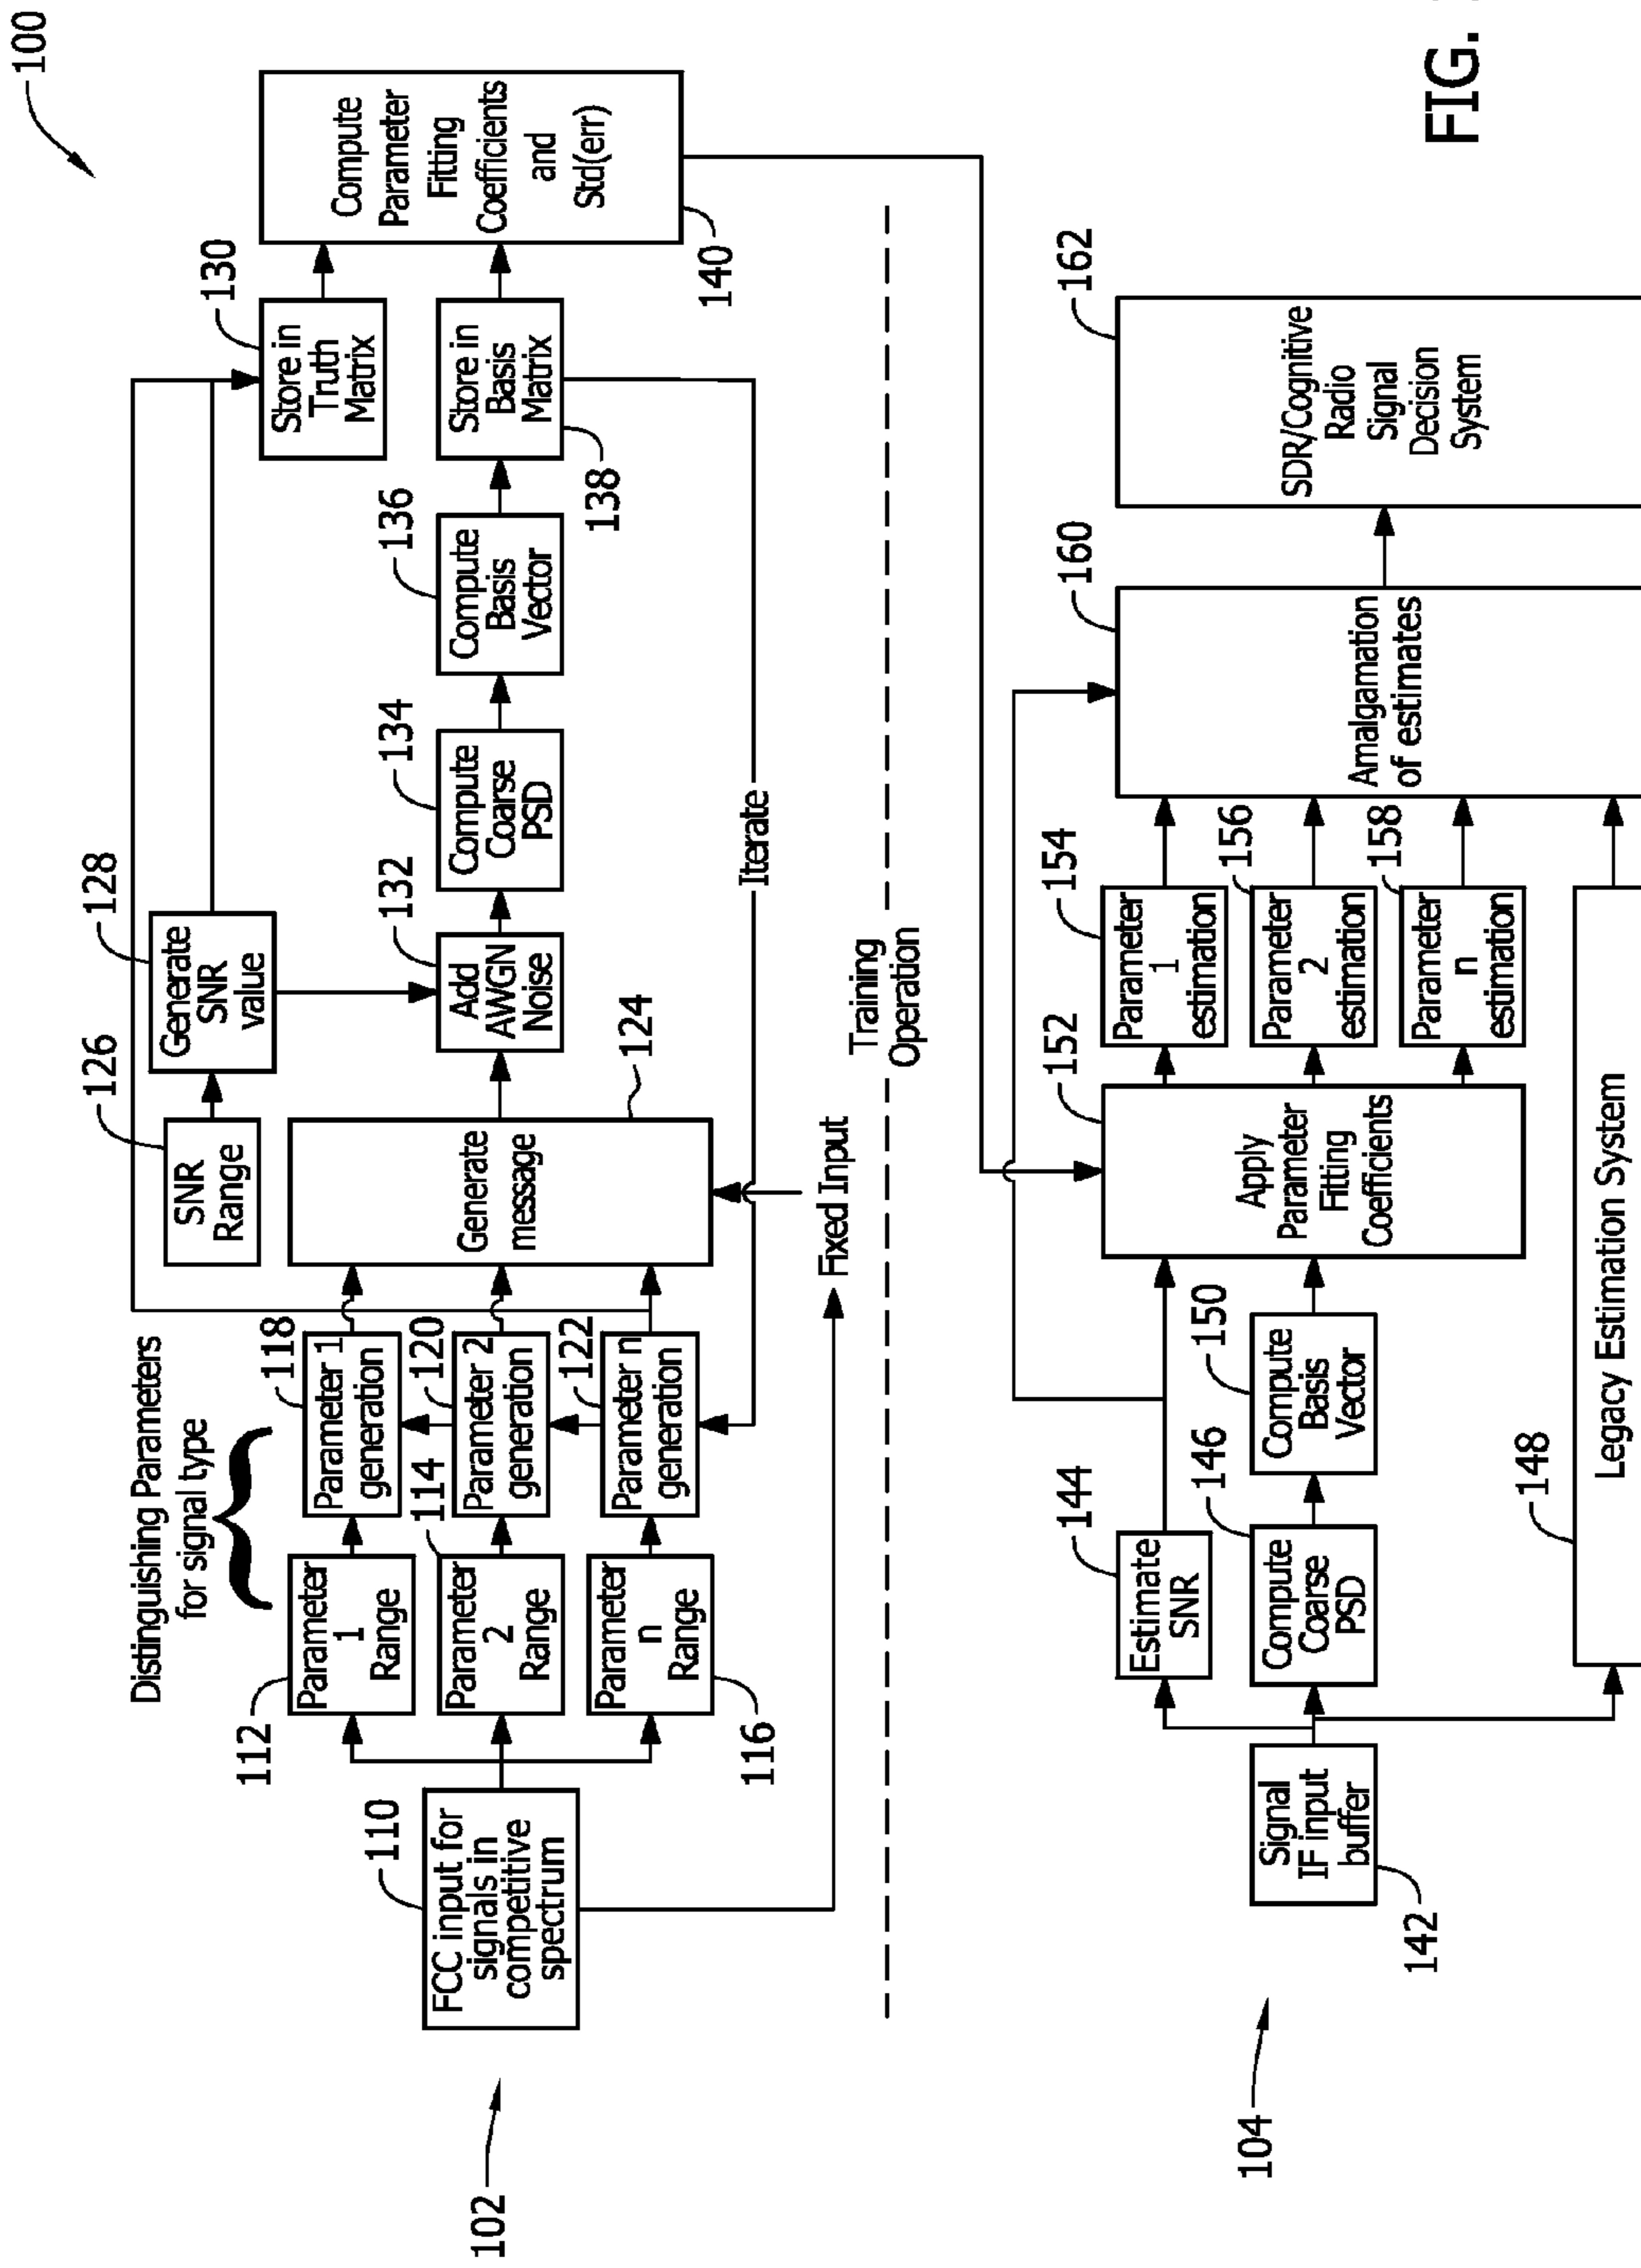 100
126
128
130
SNR
Range
Generate
SNR
value
Store in
Truth
Matrix
Distinguishing Parameters
for signal type
112
118
Parameter
1
Range
Parameter 1
generation
114
120
Parameter
2
Range
Parameter 2
generation
116
122
Parameter
n
Range
Parameter n
generation
110
FCC input for
signals in
competitive
spectrum
Generate
message
124
132
Add
AWGN
Noise
134
Compute
Coarse
PSD
136
Compute
Basis
Vector
138
Store in
Basis
Matrix
Compute
Parameter
Fitting
Coefficients
and
Std(err)
140
102
Iterate
Fixed Input
Training
Operation
104
142
Signal
IF input
buffer
144
Estimate
SNR
146
Compute
Coarse
PSD
150
Compute
Basis
Vector
152
Apply
Parameter
Fitting
Coefficients
154
Parameter
1
estimation
156
Parameter
2
estimation
158
Parameter
n
estimation
160
Amalgamation
of estimates
162
SDR/Cognitive
Radio
Signal
Decision
System
148
Legacy Estimation System
FIG.